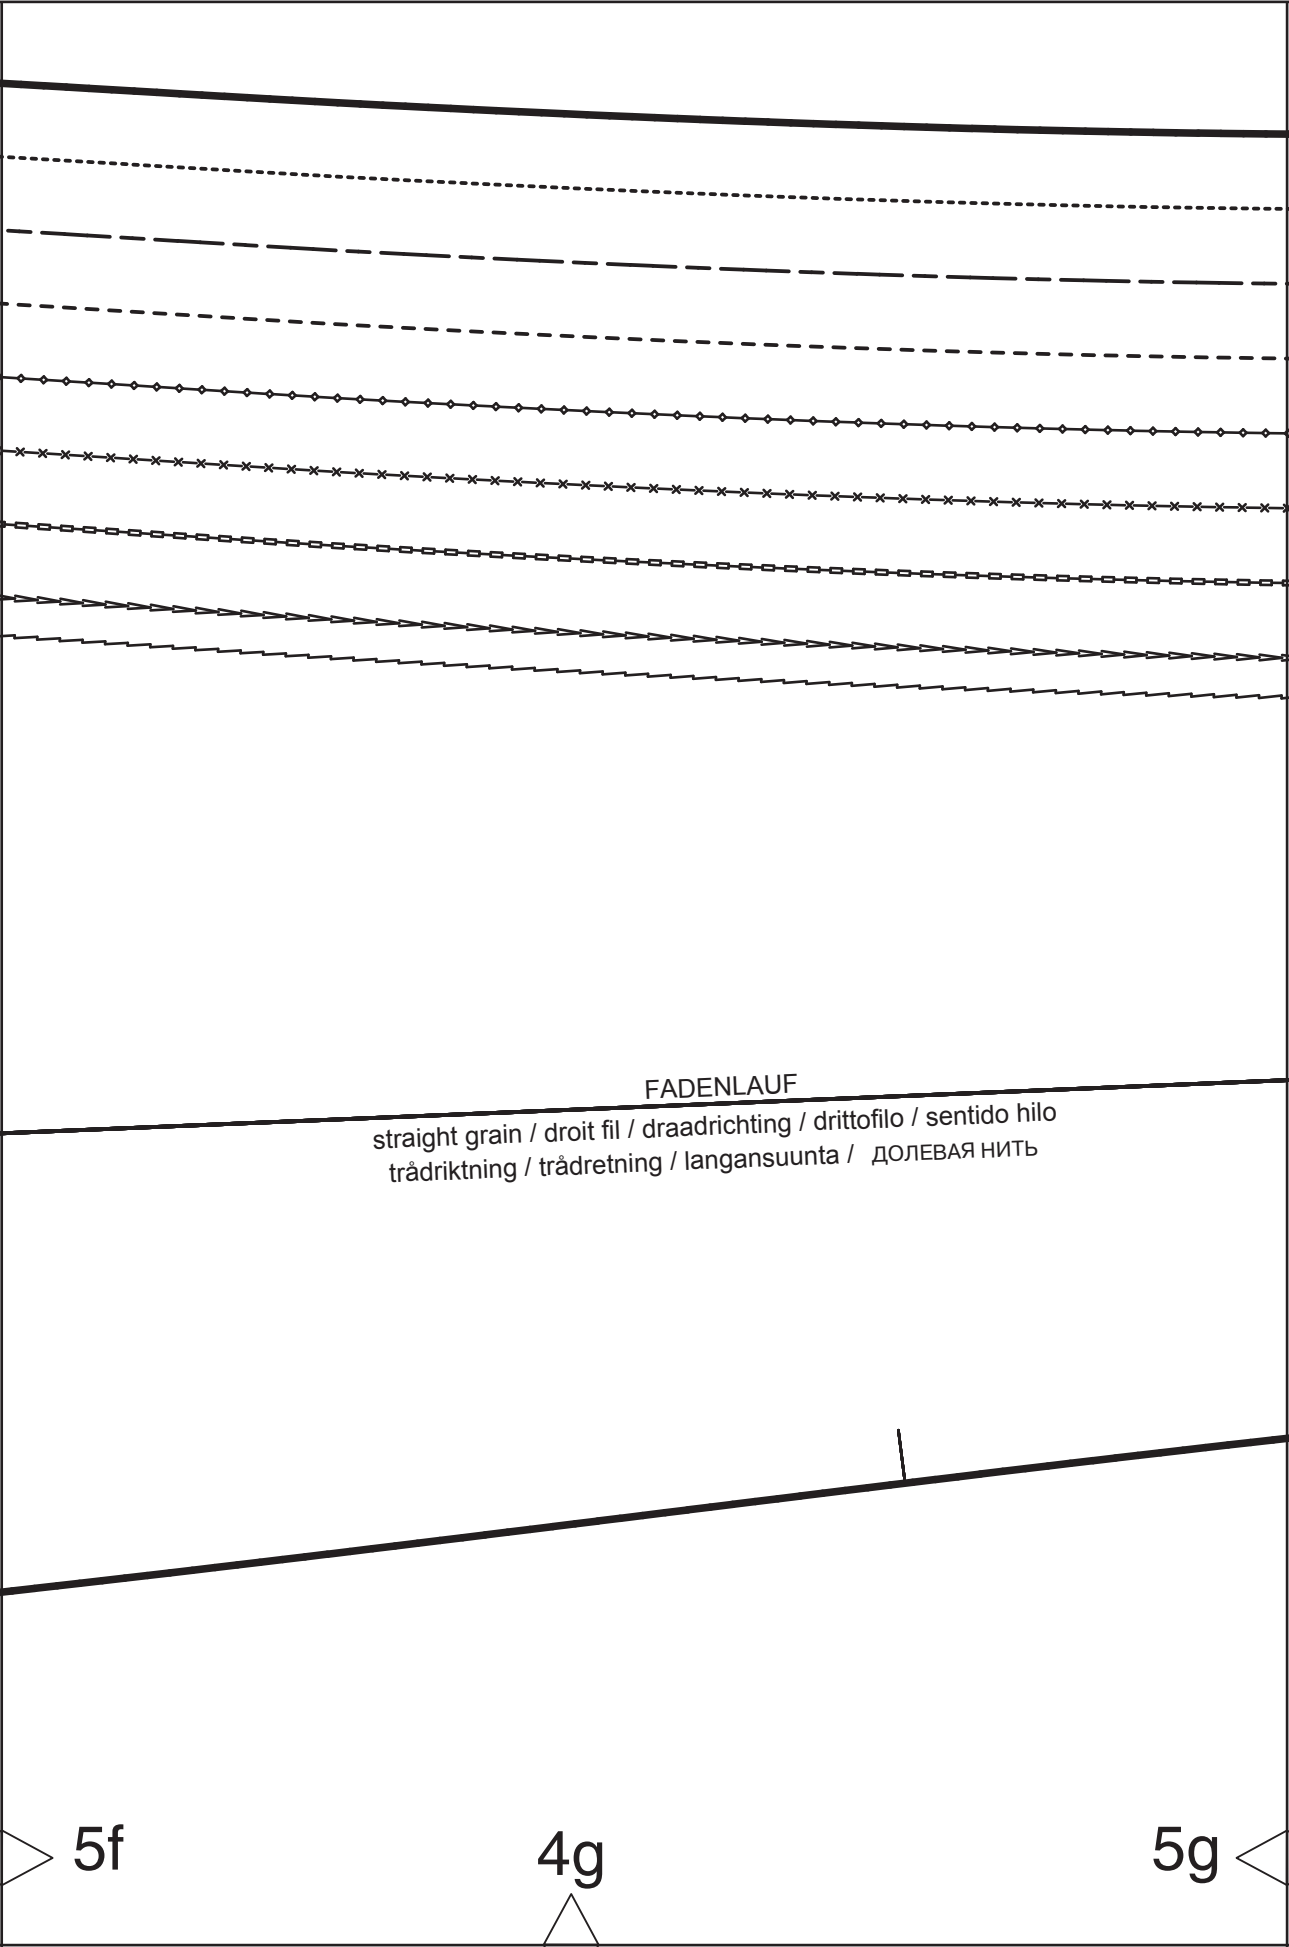 FADENLAUF
straight grain / droit fil / draadrichting / drittofilo / sentido hilo
trådriktning / trådretning / langansuunta / ДОЛЕВАЯ НИТЬ
5f
4g
5g